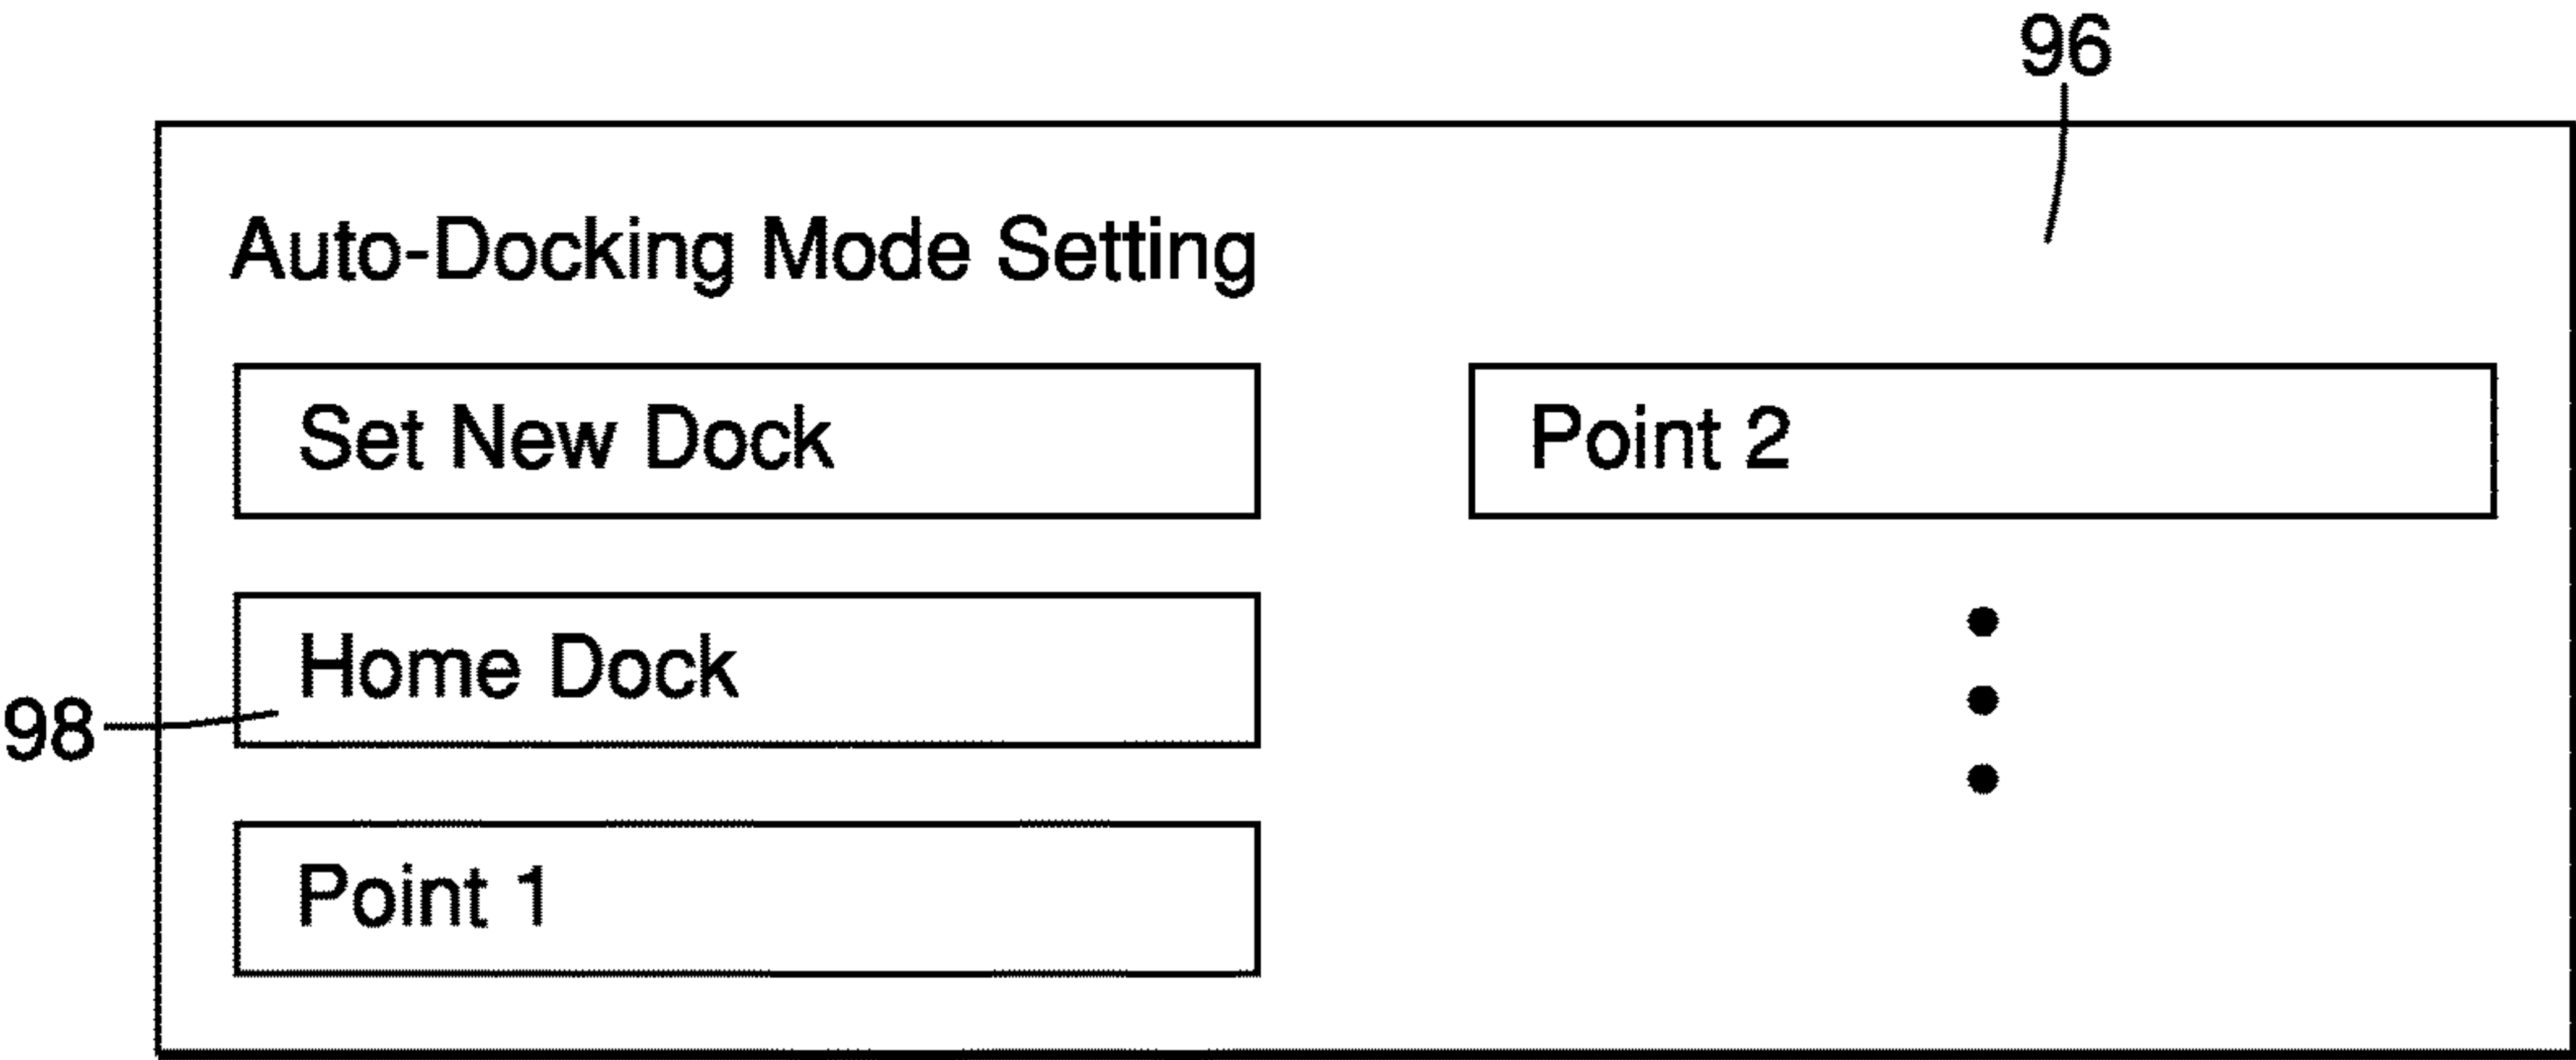 96
Auto-Docking Mode Setting
Set New Dock
Point 2
Home Dock
98
Point 1